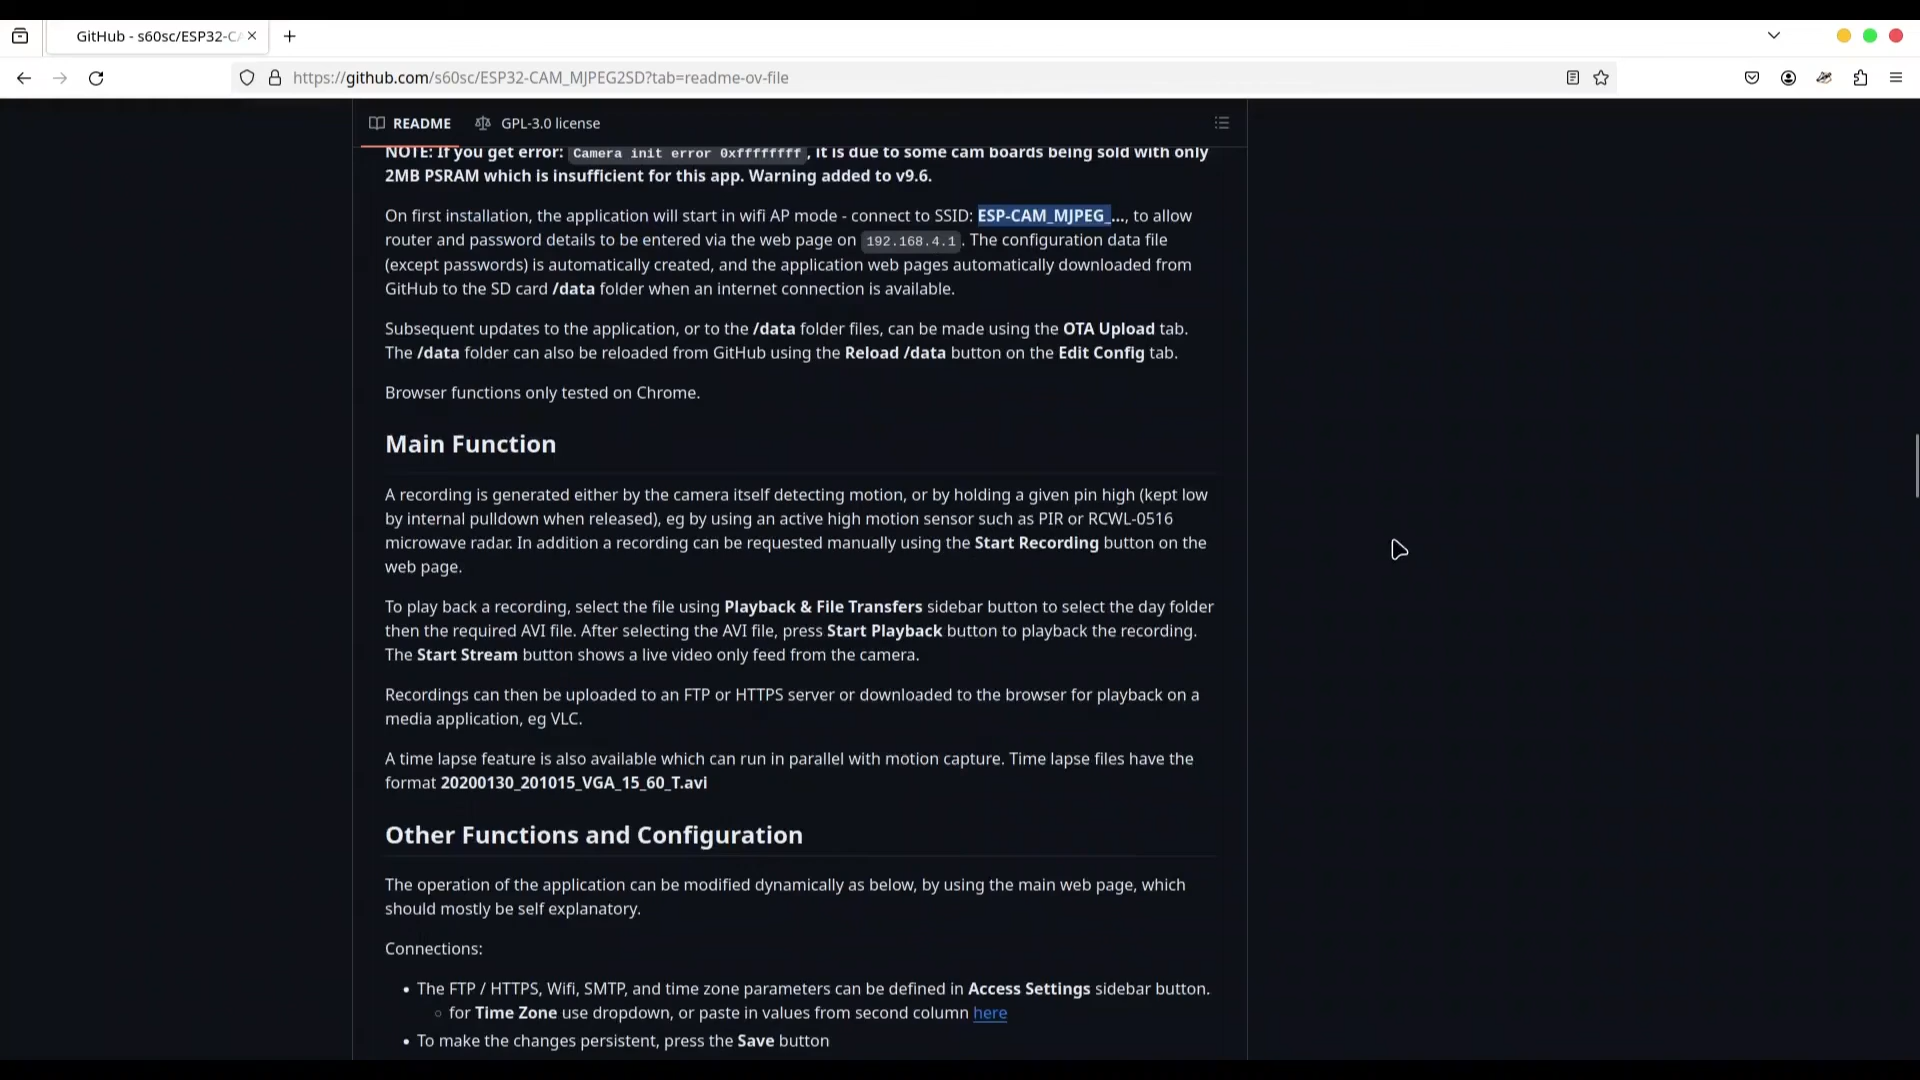 GitHub - s60sc/ESP32-CA
https://github.com/s60sc/ESP32-CAM_MJPEG2SD?tab=readme-ov-file
README GPL-3.0 license
NOTE: If you get error: Camera init error 0xffffffff , it is due to some cam boards being sold with only
2MB PSRAM which is insufficient for this app. Warning added to v9.6.
On first installation, the application will start in wifi AP mode - connect to SSID: ESP-CAM_MJPEG_..., to allow
router and password details to be entered via the web page on 192.168.4.1 . The configuration data file
(except passwords) is automatically created, and the application web pages automatically downloaded from
GitHub to the SD card /data folder when an internet connection is available.
Subsequent updates to the application, or to the /data folder files, can be made using the OTA Upload tab.
The /data folder can also be reloaded from GitHub using the Reload /data button on the Edit Config tab.
Browser functions only tested on Chrome.
Main Function
A recording is generated either by the camera itself detecting motion, or by holding a given pin high (kept low
by internal pulldown when released), eg by using an active high motion sensor such as PIR or RCWL-0516
microwave radar. In addition a recording can be requested manually using the Start Recording button on the
web page.
To play back a recording, select the file using Playback & File Transfers sidebar button to select the day folder
then the required AVI file. After selecting the AVI file, press Start Playback button to playback the recording.
The Start Stream button shows a live video only feed from the camera.
Recordings can then be uploaded to an FTP or HTTPS server or downloaded to the browser for playback on a
media application, eg VLC.
A time lapse feature is also available which can run in parallel with motion capture. Time lapse files have the
format 20200130_201015_VGA_15_60_T.avi
Other Functions and Configuration
The operation of the application can be modified dynamically as below, by using the main web page, which
should mostly be self explanatory.
Connections:
• The FTP / HTTPS, Wifi, SMTP, and time zone parameters can be defined in Access Settings sidebar button.
◦ for Time Zone use dropdown, or paste in values from second column here
• To make the changes persistent, press the Save button